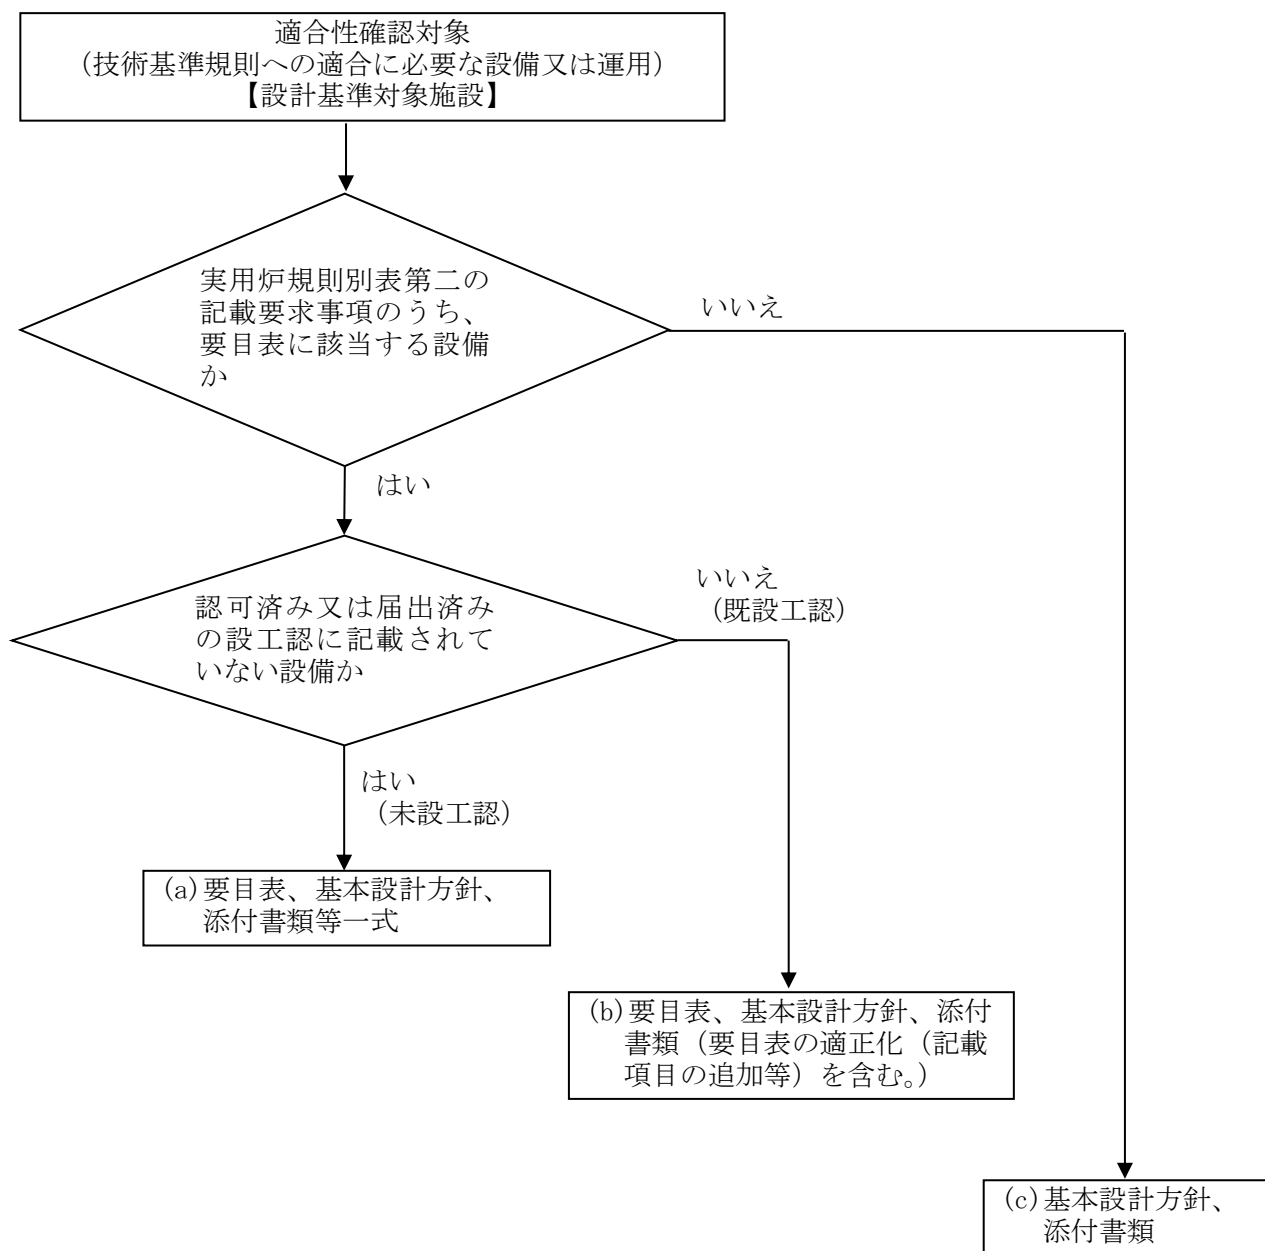 適合性確認対象
（技術基準規則への適合に必要な設備又は運用）
【設計基準対象施設】
実用炉規則別表第二の
記載要求事項のうち、
要目表に該当する設備
か
いいえ
はい
認可済み又は届出済み
の設工認に記載されて
いない設備か
いいえ
（既設工認）
はい
（未設工認）
(a)要目表、基本設計方針、
添付書類等一式
(b)要目表、基本設計方針、添付
書類（要目表の適正化（記載
項目の追加等）を含む。）
(c)基本設計方針、
添付書類